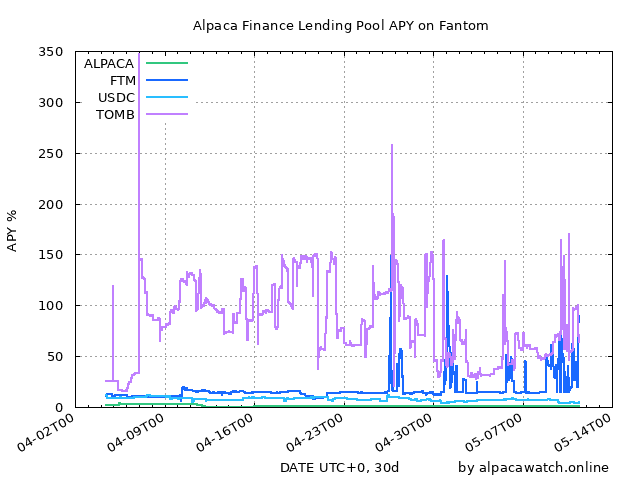 Alpaca Finance Lending Pool APY on Fantom
350
300
250
200
150
100
50
0
APY %
ALPACA
FTM
USDC
TOMB
04-02T00
04-09T00
04-16T00
04-23T00
04-30T00
05-07T00
05-14T00
DATE UTC+0, 30d
by alpacawatch.online